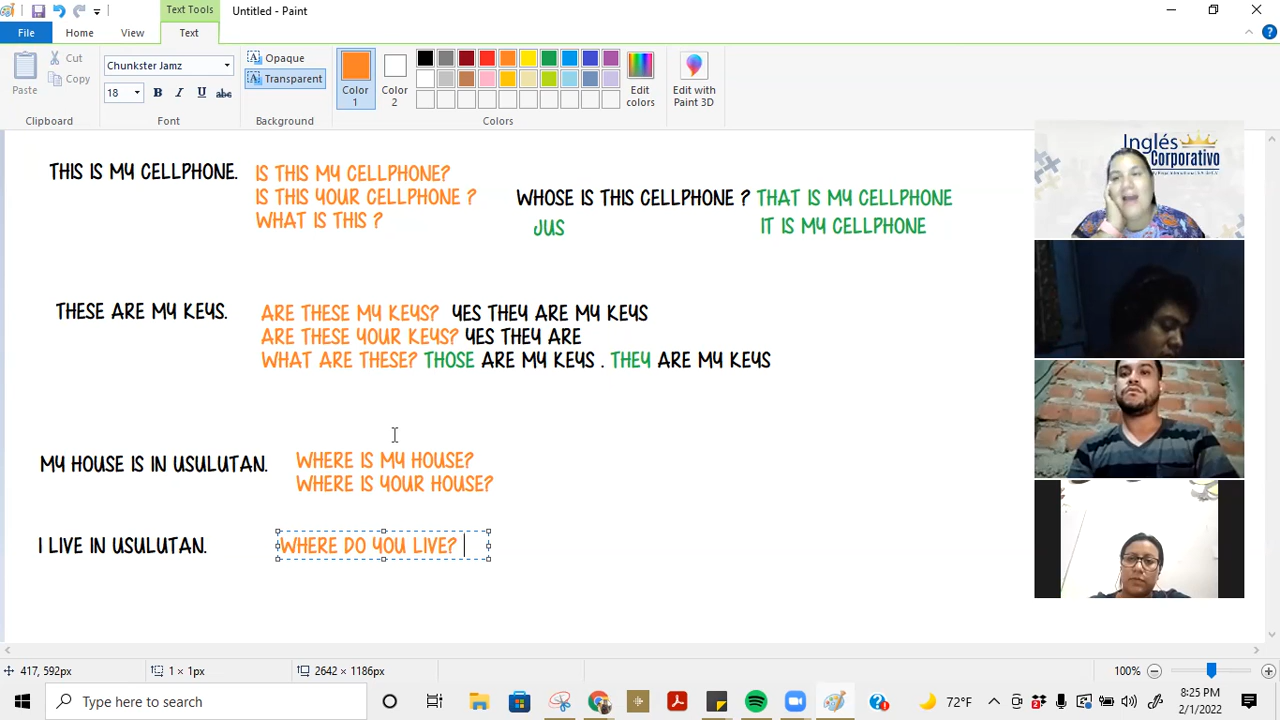 Untitled - Paint
Text Tools
File
Home
View
Text
Paste
Cut
Copy
Clipboard
Chunkster Jamz
18
B
I
U
abc
Font
Opaque
Transparent
Background
Color 1
Color 2
Edit colors
Colors
Edit with Paint 3D
Inglés
Corporativo
THIS IS MY CELLPHONE.
IS THIS MY CELLPHONE?
IS THIS YOUR CELLPHONE ?
WHAT IS THIS ?
WHOSE IS THIS CELLPHONE ? THAT IS MY CELLPHONE
JUS
IT IS MY CELLPHONE
THESE ARE MY KEYS.
ARE THESE MY KEYS? YES THEY ARE MY KEYS
ARE THESE YOUR KEYS? YES THEY ARE
WHAT ARE THESE? THOSE ARE MY KEYS . THEY ARE MY KEYS
MY HOUSE IS IN USULUTAN.
WHERE IS MY HOUSE?
WHERE IS YOUR HOUSE?
I LIVE IN USULUTAN.
WHERE DO YOU LIVE?
417, 592px
1 × 1px
2642 × 1186px
100%
Type here to search
72°F
8:25 PM
2/1/2022